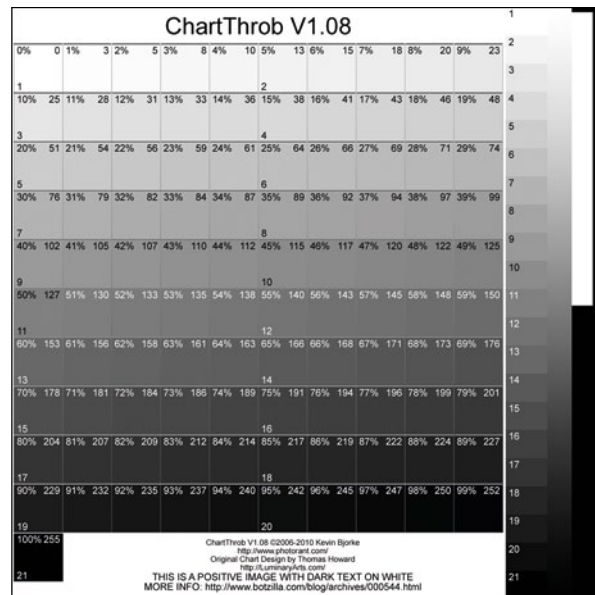 ChartThrob V1.08
0% 0 1% 3 2% 5 3% 8 4% 10 5% 13 6% 15 7% 18 8% 20 9% 23
1 2
10% 25 11% 28 12% 31 13% 33 14% 36 15% 38 16% 41 17% 43 18% 46 19% 48
3 4
20% 51 21% 54 22% 56 23% 59 24% 61 25% 64 26% 66 27% 69 28% 71 29% 74
5 6
30% 76 31% 79 32% 82 33% 84 34% 87 35% 89 36% 92 37% 94 38% 97 39% 99
7 8
40% 102 41% 105 42% 107 43% 110 44% 112 45% 115 46% 117 47% 120 48% 122 49% 125
9 10
50% 127 51% 130 52% 133 53% 135 54% 138 55% 140 56% 143 57% 145 58% 148 59% 150
11 12
60% 153 61% 156 62% 158 63% 161 64% 163 65% 166 66% 168 67% 171 68% 173 69% 176
13 14
70% 178 71% 181 72% 184 73% 186 74% 189 75% 191 76% 194 77% 196 78% 199 79% 201
15 16
80% 204 81% 207 82% 209 83% 212 84% 214 85% 217 86% 219 87% 222 88% 224 89% 227
17 18
90% 229 91% 232 92% 235 93% 237 94% 240 95% 242 96% 245 97% 247 98% 250 99% 252
19 20
100% 255
21
ChartThrob V1.08 ©2006-2010 Kevin Bjorke
http://www.photorant.com/
Original Chart Design by Thomas Howard
http://LuminaryArts.com/
THIS IS A POSITIVE IMAGE WITH DARK TEXT ON WHITE
MORE INFO: http://www.botzilla.com/blog/archives/000544.html
1
2
3
4
5
6
7
8
9
10
11
12
13
14
15
16
17
18
19
20
21